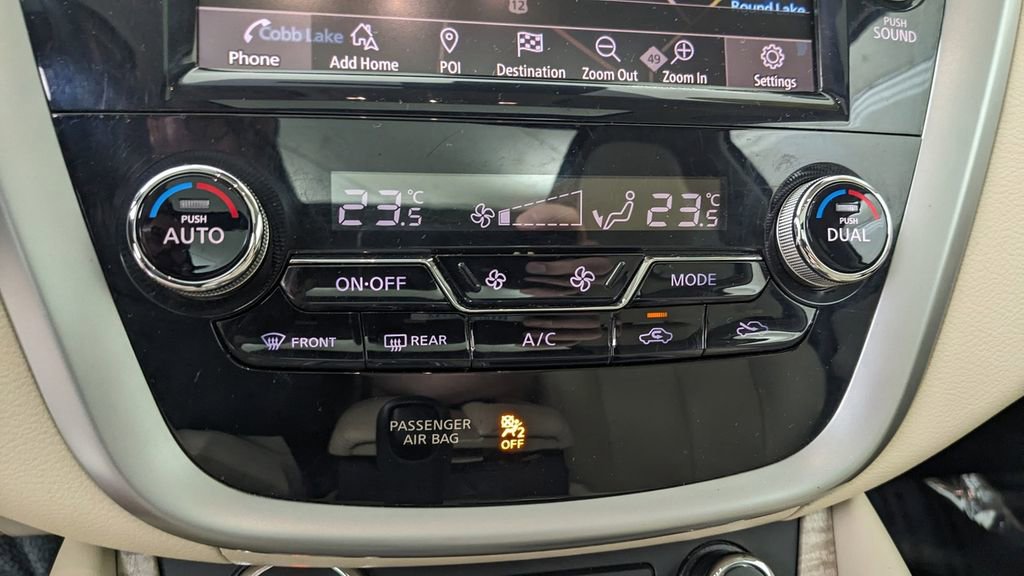 12
Round Lake
PUSH
SOUND
Cobb Lake
Phone
Add Home
POI
Destination
Zoom Out
49
Zoom In
Settings
PUSH
AUTO
23.5 °C
23.5 °C
PUSH
DUAL
ON·OFF
MODE
FRONT
REAR
A/C
PASSENGER
AIR BAG
2
OFF